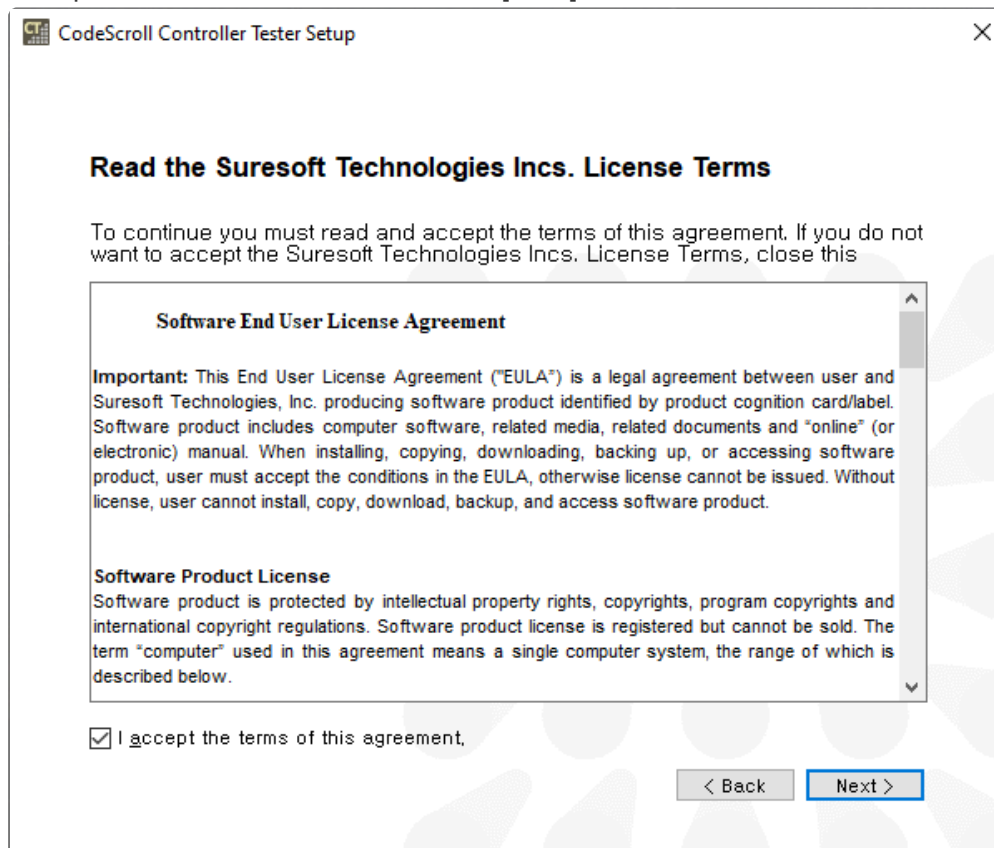 CT
CodeScroll Controller Tester Setup
Read the Suresoft Technologies Incs. License Terms
To continue you must read and accept the terms of this agreement. If you do not
want to accept the Suresoft Technologies Incs. License Terms, close this
Software End User License Agreement
Important: This End User License Agreement ("EULA”) is a legal agreement between user and
Suresoft Technologies, Inc. producing software product identified by product cognition card/label.
Software product includes computer software, related media, related documents and “online” (or
electronic) manual. When installing, copying, downloading, backing up, or accessing software
product, user must accept the conditions in the EULA, otherwise license cannot be issued. Without
license, user cannot install, copy, download, backup, and access software product.
Software Product License
Software product is protected by intellectual property rights, copyrights, program copyrights and
international copyright regulations. Software product license is registered but cannot be sold. The
term “computer” used in this agreement means a single computer system, the range of which is
described below.
I accept the terms of this agreement,
< Back
Next >